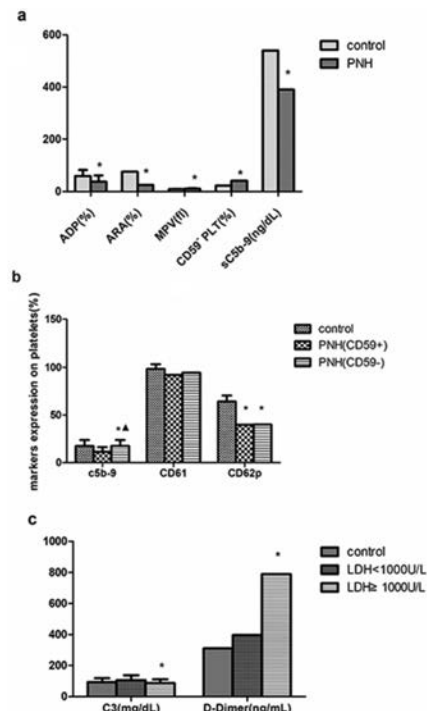 a
control
PNH
600
400
200
0
*
*
*
*
*
ADP(%)
ARA(%)
MPV(fl)
CD59⁻ PLT(%)
sC5b-9(ng/dL)
b
markers expression on platelets(%)
control
PNH(CD59+)
PNH(CD59-)
150
100
50
0
*▲
*
*
c5b-9
CD61
CD62p
c
control
LDH<1000U/L
LDH≥ 1000U/L
1000
800
600
400
200
0
*
*
C3(mg/dL)
D-Dimer(ng/mL)